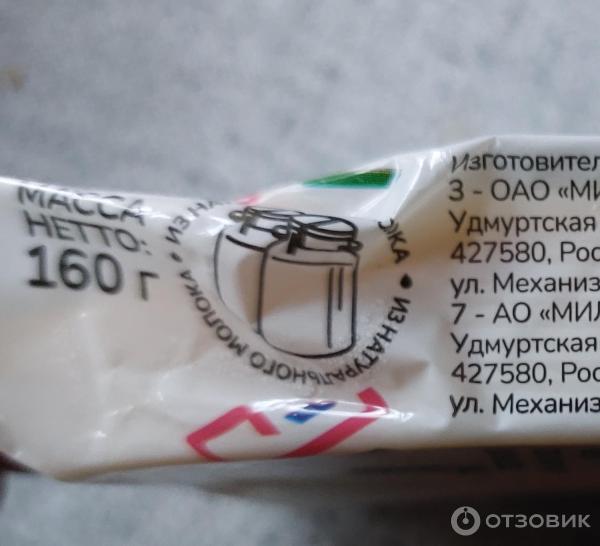 МАССА
НЕТТО:
160 г
ИЗ НАТУРАЛЬНОГО МОЛОКА
Изготовител
3 - ОАО «МИ
Удмуртская
427580, Рос
ул. Механиз
7 - АО «МИЛ
Удмуртская
427580, Рос
ул. Механиз
ОТЗОВИК